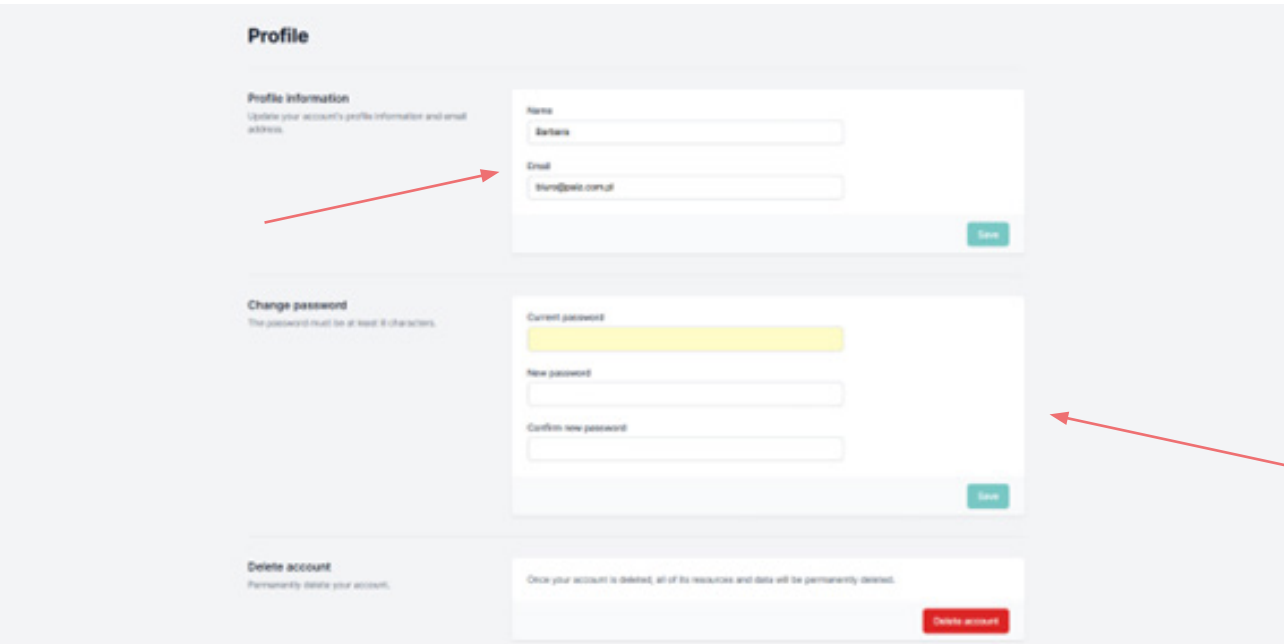 Profile
Profile information
Update your account's profile information and email
address.
Name
Barbara
Email
Save
Change password
The password must be at least 8 characters.
Current password
New password
Confirm new password
Save
Delete account
Permanently delete your account.
Once your account is deleted, all of its resources and data will be permanently deleted.
Delete account